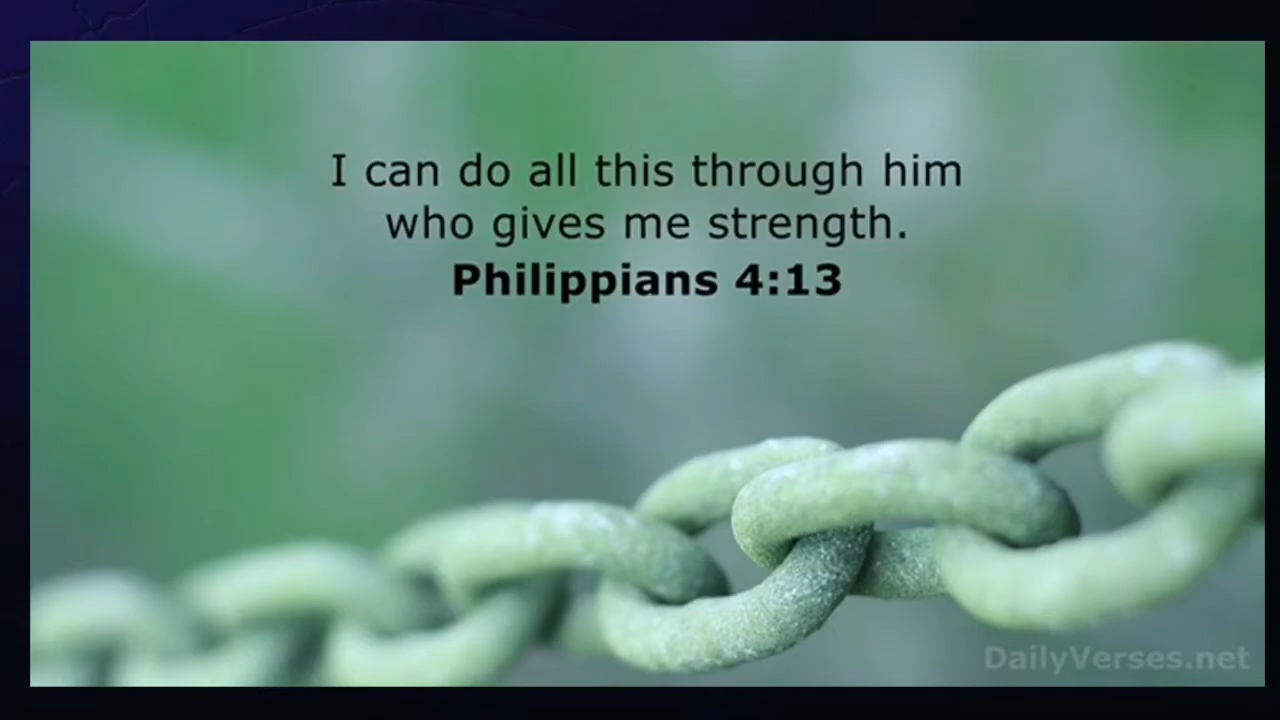 I can do all this through him
who gives me strength.
Philippians 4:13
DailyVerses.net